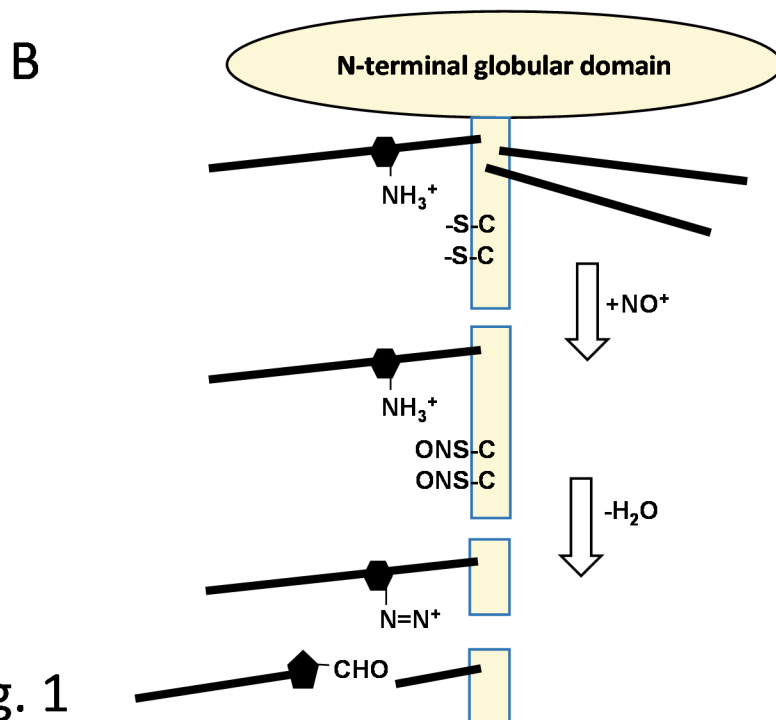 B
N-terminal globular domain
NH₃⁺
-S-C
-S-C
+NO⁺
NH₃⁺
ONS-C
ONS-C
-H₂O
N=N⁺
CHO
g. 1